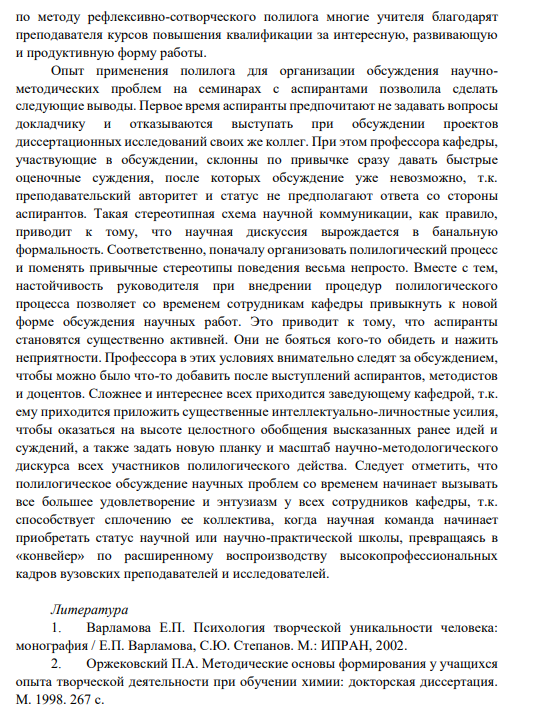 по методу рефлексивно-сотворческого полилога многие учителя благодарят
преподавателя курсов повышения квалификации за интересную, развивающую
и продуктивную форму работы.
Опыт применения полилога для организации обсуждения научно-
методических проблем на семинарах с аспирантами позволила сделать
следующие выводы. Первое время аспиранты предпочитают не задавать вопросы
докладчику и отказываются выступать при обсуждении проектов
диссертационных исследований своих же коллег. При этом профессора кафедры,
участвующие в обсуждении, склонны по привычке сразу давать быстрые
оценочные суждения, после которых обсуждение уже невозможно, т.к.
преподавательский авторитет и статус не предполагают ответа со стороны
аспирантов. Такая стереотипная схема научной коммуникации, как правило,
приводит к тому, что научная дискуссия вырождается в банальную
формальность. Соответственно, поначалу организовать полилогический процесс
и поменять привычные стереотипы поведения весьма непросто. Вместе с тем,
настойчивость руководителя при внедрении процедур полилогического
процесса позволяет со временем сотрудникам кафедры привыкнуть к новой
форме обсуждения научных работ. Это приводит к тому, что аспиранты
становятся существенно активней. Они не бояться кого-то обидеть и нажить
неприятности. Профессора в этих условиях внимательно следят за обсуждением,
чтобы можно было что-то добавить после выступлений аспирантов, методистов
и доцентов. Сложнее и интереснее всех приходится заведующему кафедрой, т.к.
ему приходится приложить существенные интеллектуально-личностные усилия,
чтобы оказаться на высоте целостного обобщения высказанных ранее идей и
суждений, а также задать новую планку и масштаб научно-методологического
дискурса всех участников полилогического действа. Следует отметить, что
полилогическое обсуждение научных проблем со временем начинает вызывать
все большее удовлетворение и энтузиазм у всех сотрудников кафедры, т.к.
способствует сплочению ее коллектива, когда научная команда начинает
приобретать статус научной или научно-практической школы, превращаясь в
«конвейер» по расширенному воспроизводству высокопрофессиональных
кадров вузовских преподавателей и исследователей.
Литература
1. Варламова Е.П. Психология творческой уникальности человека:
монография / Е.П. Варламова, С.Ю. Степанов. М.: ИПРАН, 2002.
2. Оржековский П.А. Методические основы формирования у учащихся
опыта творческой деятельности при обучении химии: докторская диссертация.
М. 1998. 267 с.